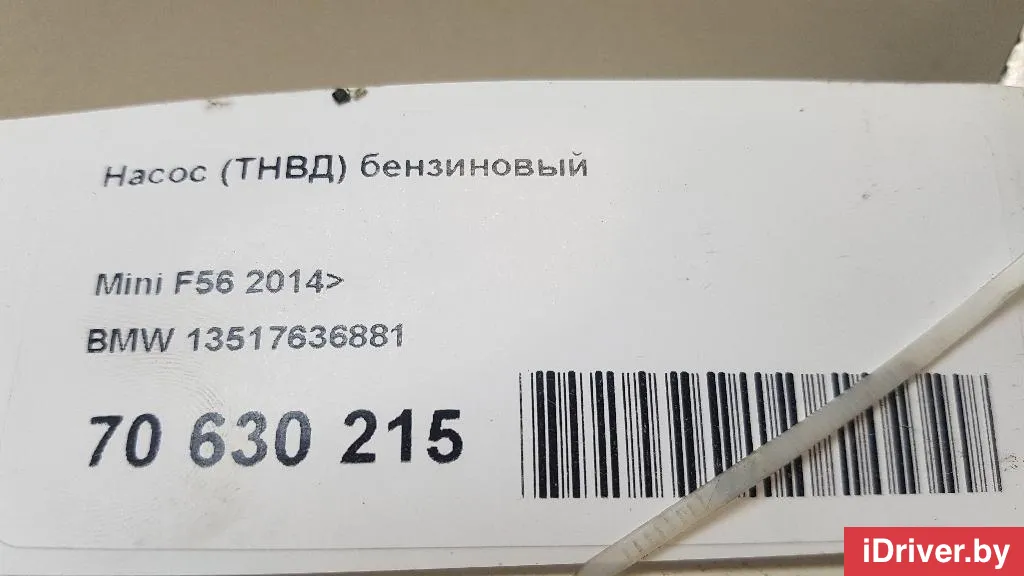 Насос (ТНВД) бензиновый
Mini F56 2014>
BMW 13517636881
70 630 215
iDriver.by